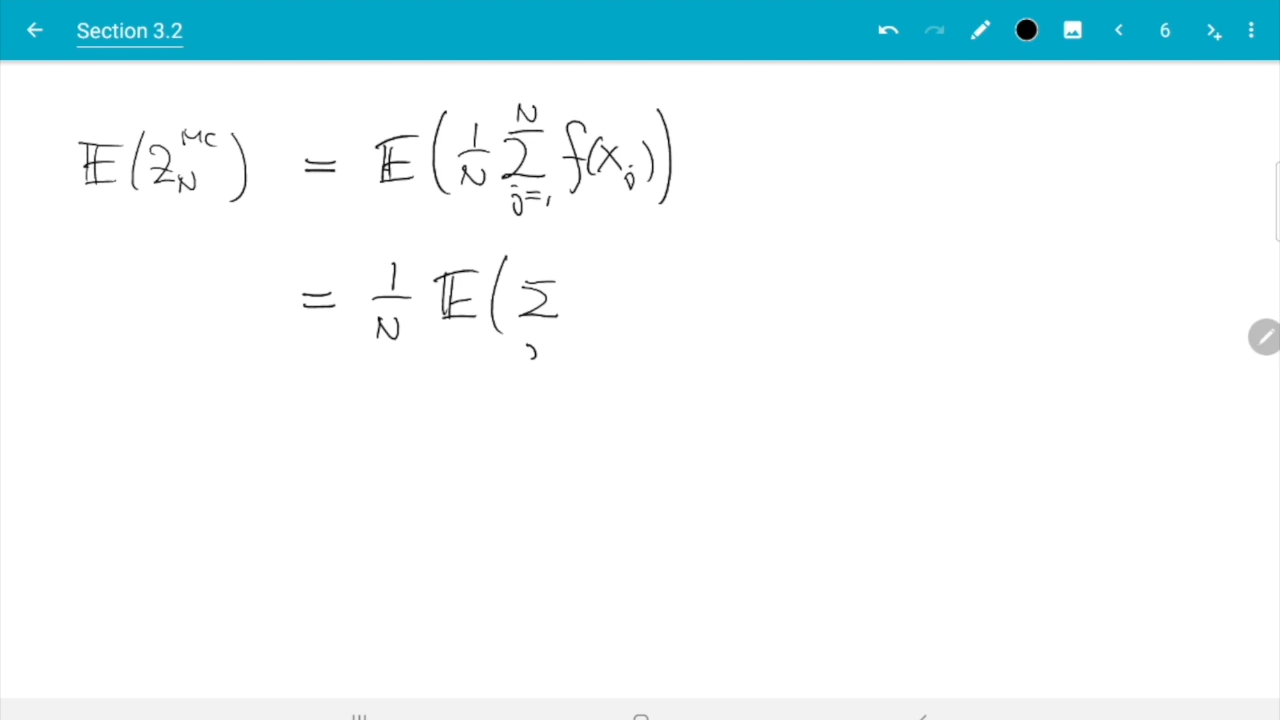 Section 3.2
6
𝔼(Z_N^{MC}) = 𝔼(1/N ∑_{j=1}^{N} f(X_j))
= 1/N 𝔼(∑